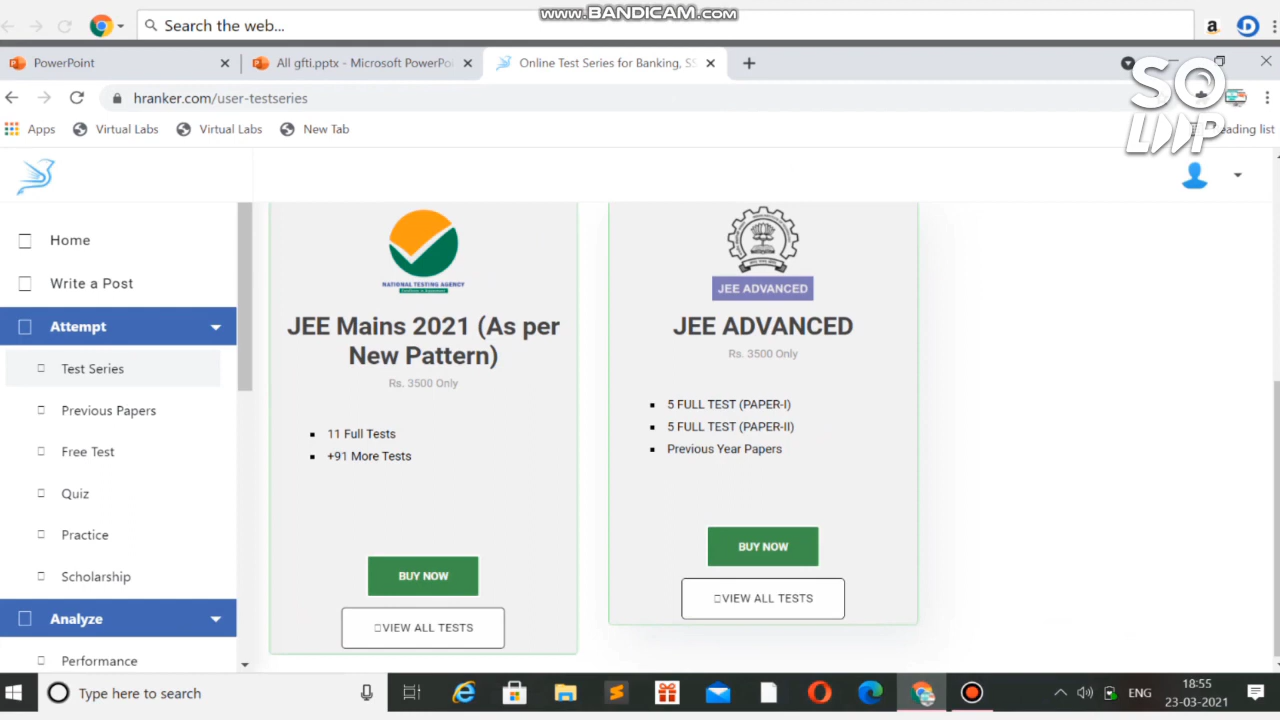 www.BANDICAM.com
Search the web...
PowerPoint
All gfti.pptx - Microsoft PowerPoi
Online Test Series for Banking, SS
hranker.com/user-testseries
Apps
Virtual Labs
Virtual Labs
New Tab
eading list
SO
LIIP
Home
Write a Post
Attempt
Test Series
Previous Papers
Free Test
Quiz
Practice
Scholarship
Analyze
Performance
NATIONAL TESTING AGENCY
JEE Mains 2021 (As per
New Pattern)
Rs. 3500 Only
11 Full Tests
+91 More Tests
BUY NOW
VIEW ALL TESTS
JEE ADVANCED
JEE ADVANCED
Rs. 3500 Only
5 FULL TEST (PAPER-I)
5 FULL TEST (PAPER-II)
Previous Year Papers
BUY NOW
VIEW ALL TESTS
Type here to search
ENG
18:55
23-03-2021